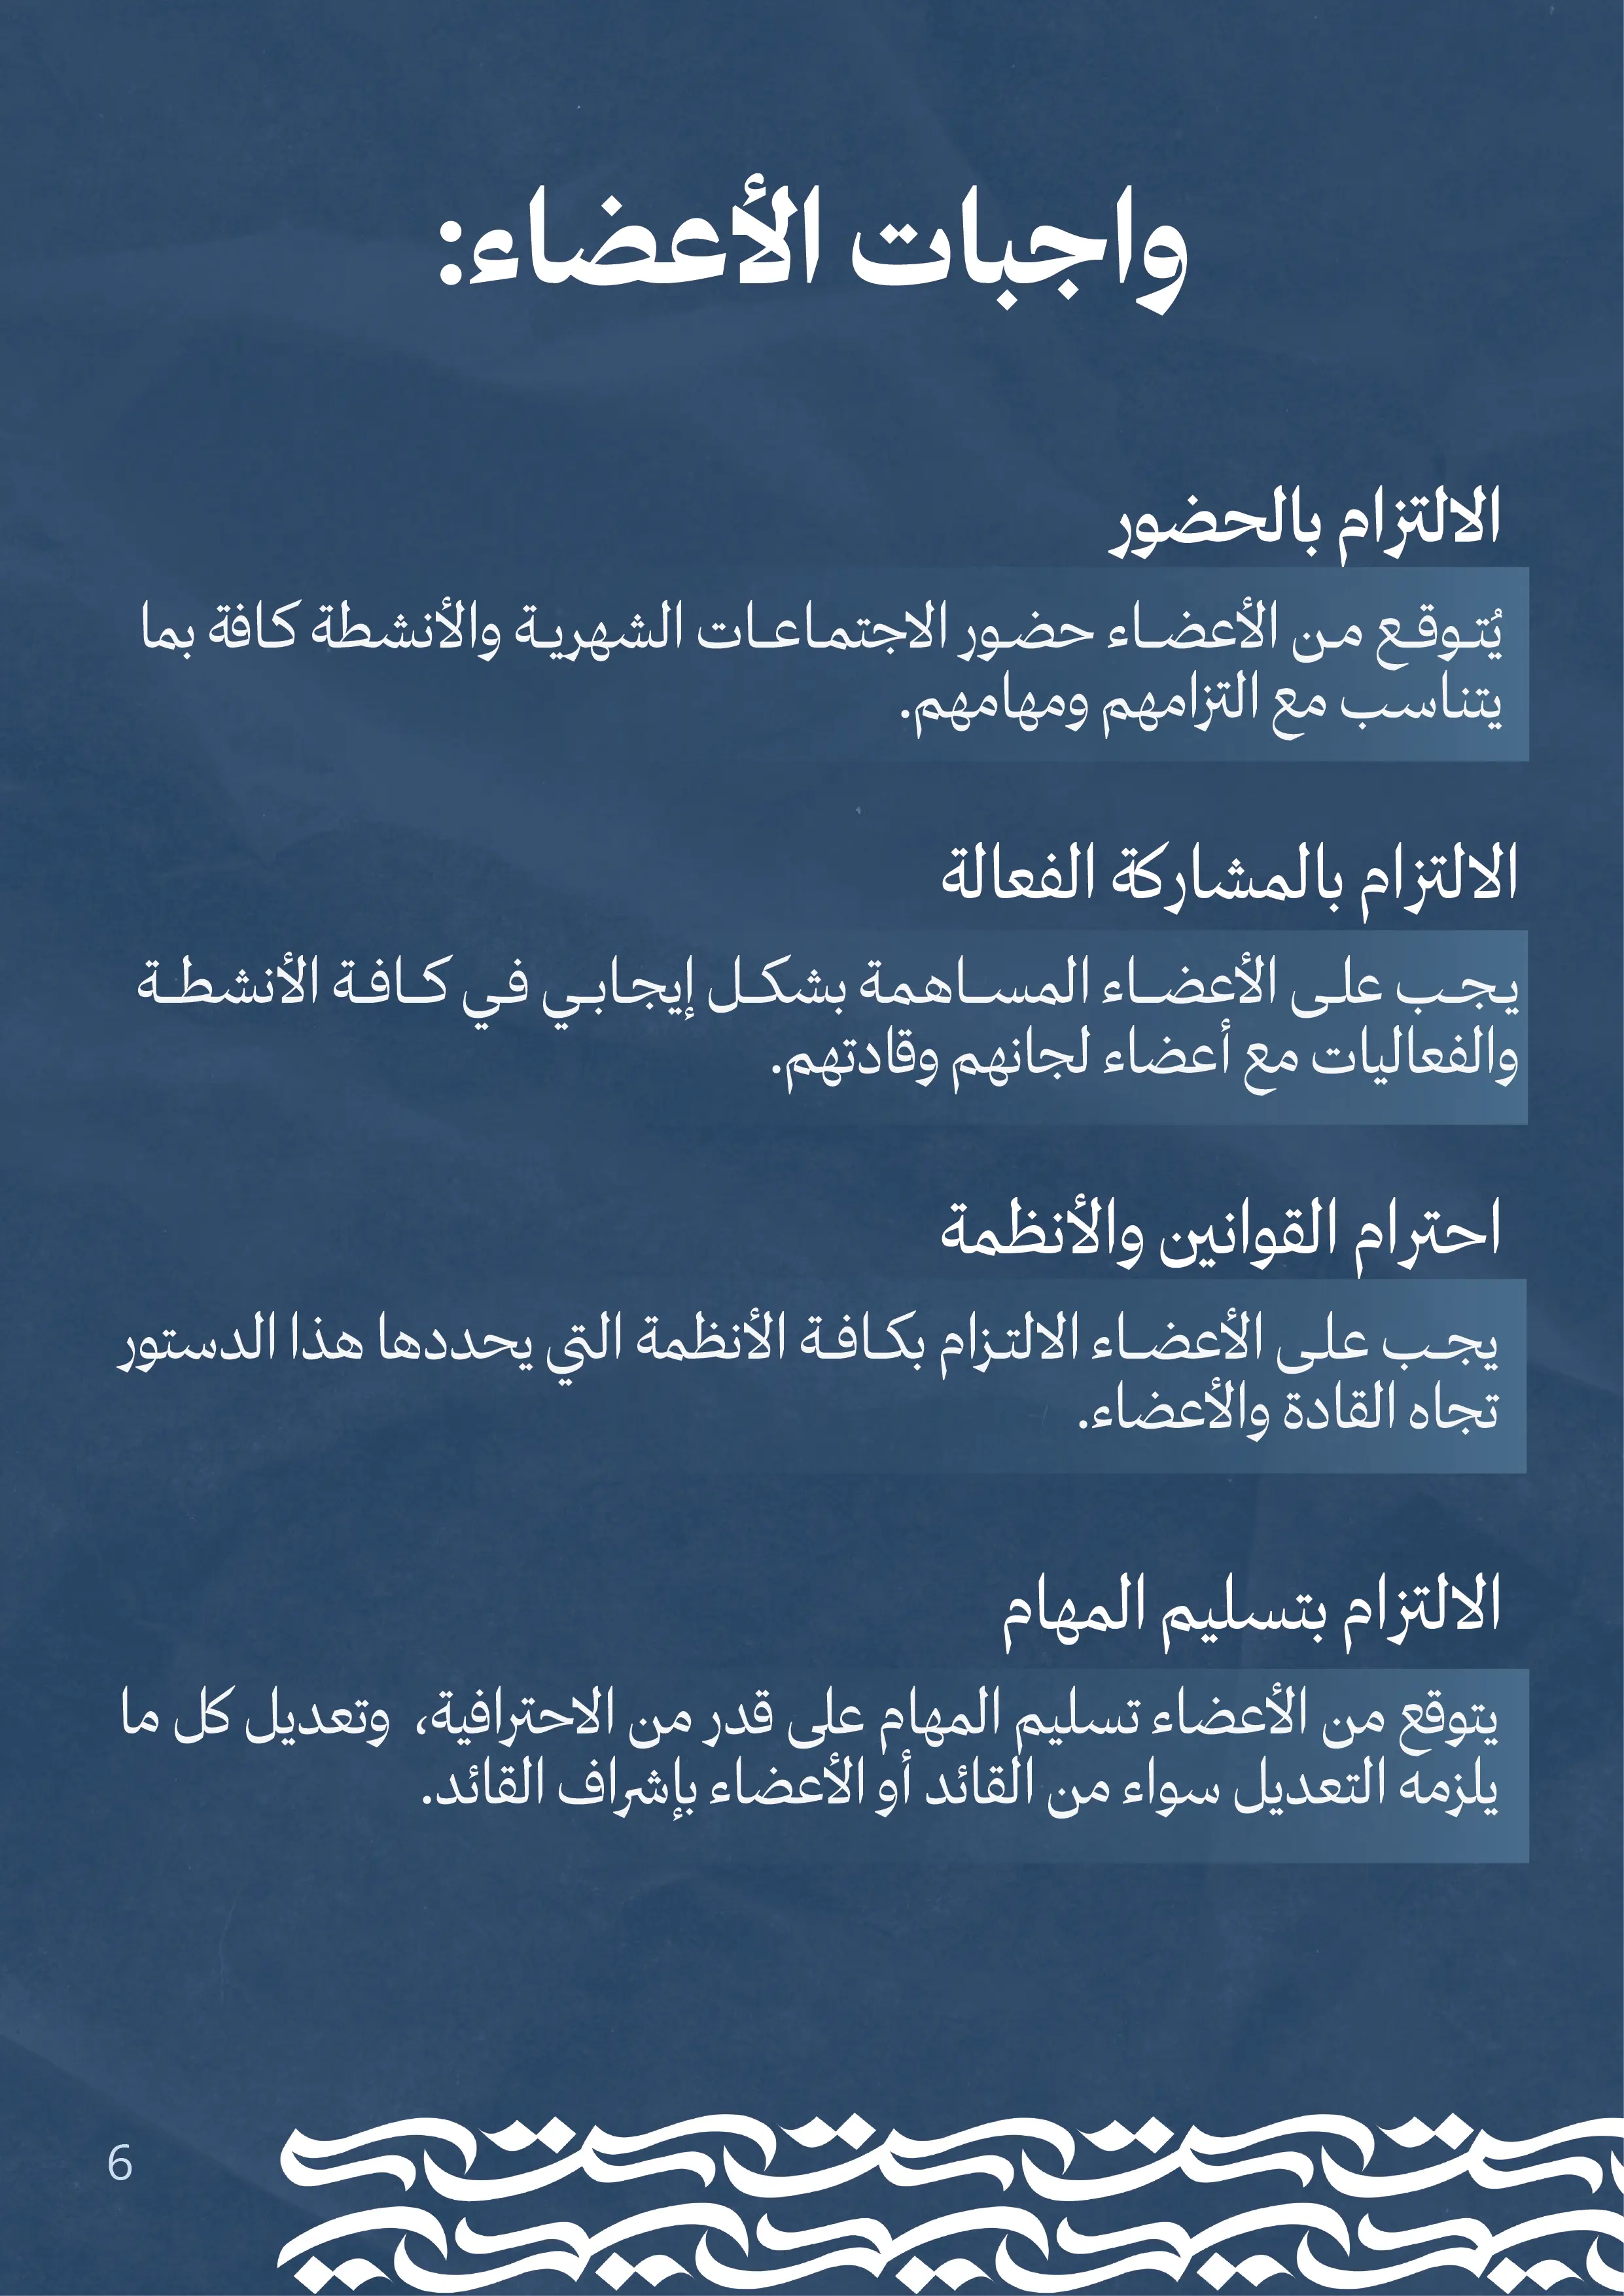 واجبات الأعضاء:
الالتزام بالحضور
يُتوقع من الأعضاء حضور الاجتماعات الشهرية والأنشطة كافة بما
يتناسب مع التزامهم ومهامهم.
الالتزام بالمشاركة الفعالة
يجب على الأعضاء المساهمة بشكل إيجابي في كافة الأنشطة
والفعاليات مع أعضاء لجانهم وقادتهم.
احترام القوانين والأنظمة
يجب على الأعضاء الالتزام بكافة الأنظمة التي يحددها هذا الدستور
تجاه القادة والأعضاء.
الالتزام بتسليم المهام
يتوقع من الأعضاء تسليم المهام على قدر من الاحترافية، وتعديل كل ما
يلزمه التعديل سواء من القائد أو الأعضاء بإشراف القائد.
6